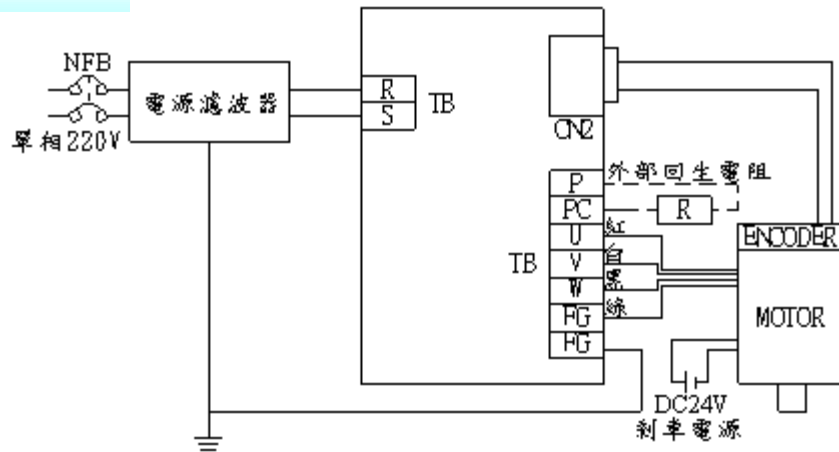 NFB
電源濾波器
單相220V
R
S
TB
CN2
P
PC
U
V
W
FG
FG
TB
外部回生電阻
R
紅
白
黑
綠
ENCODER
MOTOR
DC24V
剎車電源